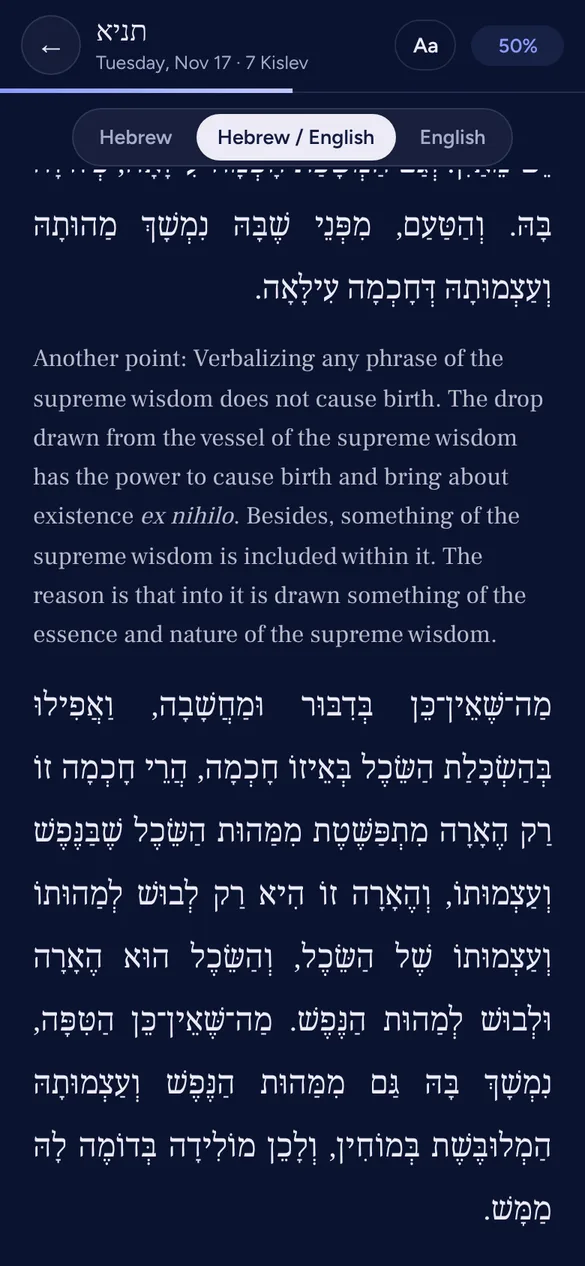 ←
תניא
Tuesday, Nov 17 · 7 Kislev
Aa
50%
Hebrew
Hebrew / English
English
בָּהּ. וְהַטַּעַם, מִפְּנֵי שֶׁבָּהּ נִמְשָׁךְ מַהוּתָהּ
וְעַצְמוּתָהּ דְּחָכְמָה עִילָּאָה.
Another point: Verbalizing any phrase of the
supreme wisdom does not cause birth. The drop
drawn from the vessel of the supreme wisdom
has the power to cause birth and bring about
existence ex nihilo. Besides, something of the
supreme wisdom is included within it. The
reason is that into it is drawn something of the
essence and nature of the supreme wisdom.
מַה־שֶּׁאֵין־כֵּן בְּדִבּוּר וּמַחֲשָׁבָה, וַאֲפִילוּ
בְּהַשְׂכָּלַת הַשֵּׂכֶל בְּאֵיזוֹ חָכְמָה, הֲרֵי חָכְמָה זוֹ
רַק הֶאָרָה מִתְפַּשֶּׁטֶת מִמַּהוּת הַשֵּׂכֶל שֶׁבַּנֶּפֶשׁ
וְעַצְמוּתוֹ, וְהֶאָרָה זוֹ הִיא רַק לְבוּשׁ לְמַהוּתוֹ
וְעַצְמוּתוֹ שֶׁל הַשֵּׂכֶל, וְהַשֵּׂכֶל הוּא הֶאָרָה
וּלְבוּשׁ לְמַהוּת הַנֶּפֶשׁ. מַה־שֶּׁאֵין־כֵּן הַטִּפָּה,
נִמְשָׁךְ בָּהּ גַּם מִמַּהוּת הַנֶּפֶשׁ וְעַצְמוּתָהּ
הַמְלוּבֶּשֶׁת בְּמוֹחִין, וְלָכֵן מוֹלִידָה בְּדוֹמֶה לָהּ
מַמָּשׁ.